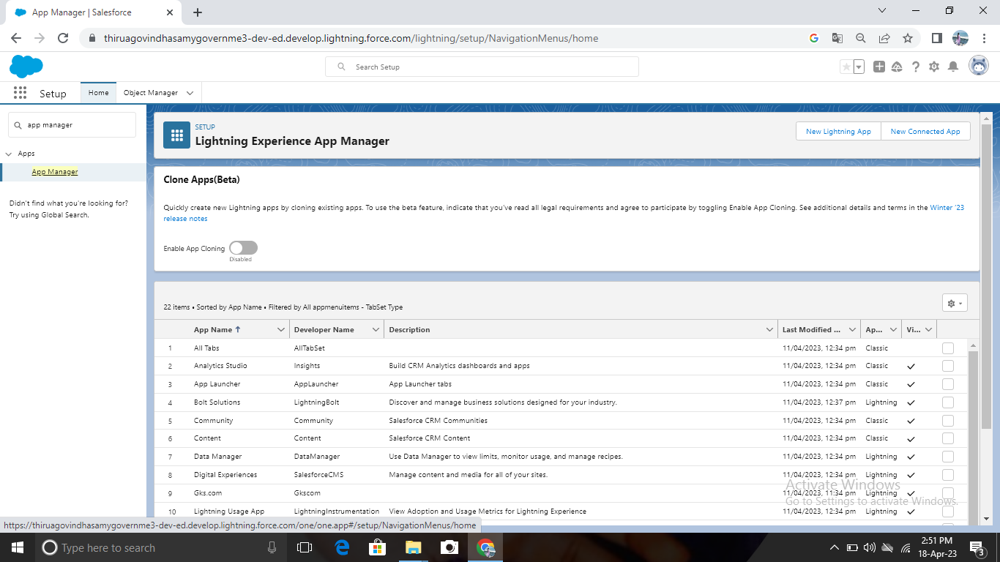 App Manager | Salesforce
thiruagovindhasamygovernme3-dev-ed.develop.lightning.force.com/lightning/setup/NavigationMenus/home
Search Setup
Setup
Home
Object Manager
app manager
Apps
App Manager
Didn't find what you're looking for?
Try using Global Search.
SETUP
Lightning Experience App Manager
New Lightning App
New Connected App
Clone Apps(Beta)
Quickly create new Lightning apps by cloning existing apps. To use the beta feature, indicate that you've read all legal requirements and agree to participate by toggling Enable App Cloning. See additional details and terms in the Winter '23
release notes
Enable App Cloning
Disabled
22 items • Sorted by App Name • Filtered by All appmenuitems - TabSet Type
App Name ↑ Developer Name Description Last Modified ... Ap... Vi...
1 All Tabs AllTabSet 11/04/2023, 12:34 pm Classic
2 Analytics Studio Insights Build CRM Analytics dashboards and apps 11/04/2023, 12:34 pm Classic
3 App Launcher AppLauncher App Launcher tabs 11/04/2023, 12:34 pm Classic
4 Bolt Solutions LightningBolt Discover and manage business solutions designed for your industry. 11/04/2023, 12:37 pm Lightning
5 Community Community Salesforce CRM Communities 11/04/2023, 12:34 pm Classic
6 Content Content Salesforce CRM Content 11/04/2023, 12:34 pm Classic
7 Data Manager DataManager Use Data Manager to view limits, monitor usage, and manage recipes. 11/04/2023, 12:34 pm Lightning
8 Digital Experiences SalesforceCMS Manage content and media for all of your sites. 11/04/2023, 12:34 pm Lightning
9 Gks.com Gkscom 11/04/2023, 11:34 pm Lightning
10 Lightning Usage App LightningInstrumentation View Adoption and Usage Metrics for Lightning Experience 11/04/2023, 12:34 pm Lightning
Activate Windows
Go to Settings to activate Windows.
https://thiruagovindhasamygovernme3-dev-ed.develop.lightning.force.com/one/one.app#/setup/NavigationMenus/home
Type here to search
2:51 PM
18-Apr-23
3